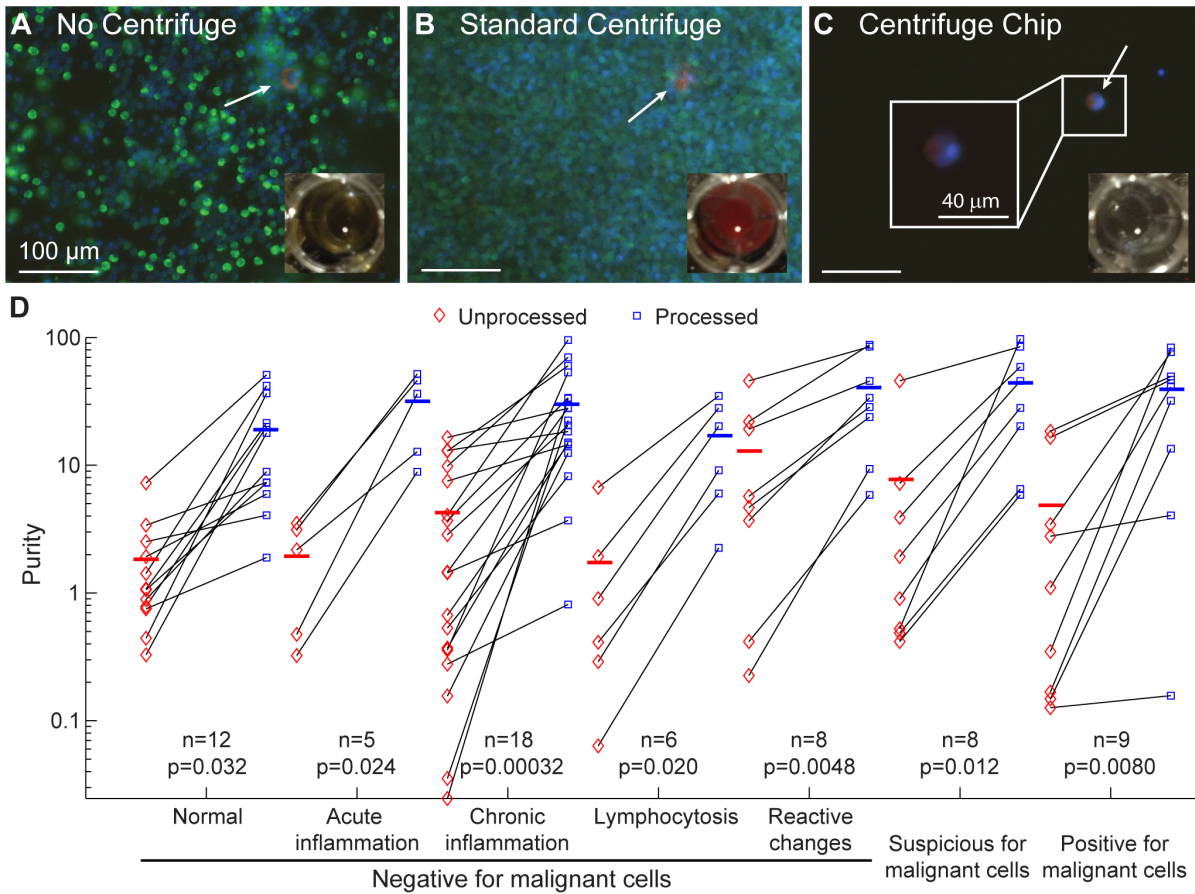 A No Centrifuge
B Standard Centrifuge
C Centrifuge Chip
100 µm
40 µm
D
Unprocessed
Processed
Purity
100
10
1
0.1
n=12
p=0.032
n=5
p=0.024
n=18
p=0.00032
n=6
p=0.020
n=8
p=0.0048
n=8
p=0.012
n=9
p=0.0080
Normal
Acute
inflammation
Chronic
inflammation
Lymphocytosis
Reactive
changes
Suspicious for
malignant cells
Positive for
malignant cells
Negative for malignant cells